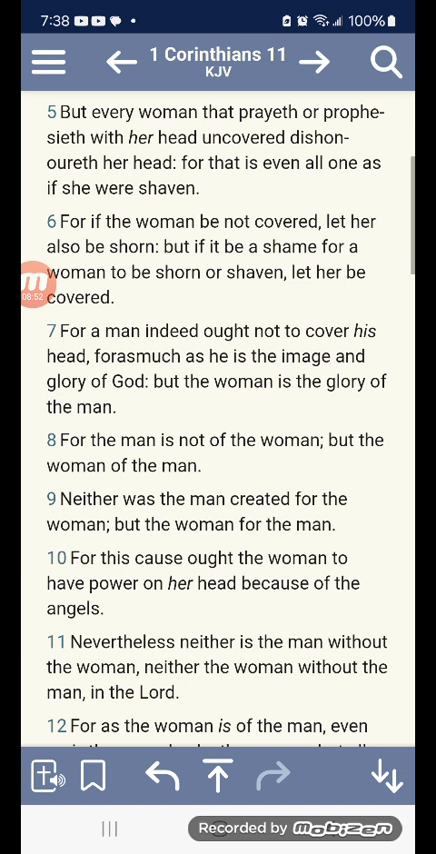 7:38 100%
1 Corinthians 11
KJV
5 But every woman that prayeth or prophe-
sieth with her head uncovered dishon-
oureth her head: for that is even all one as
if she were shaven.
6 For if the woman be not covered, let her
also be shorn: but if it be a shame for a
woman to be shorn or shaven, let her be
covered.
m
08:52
7 For a man indeed ought not to cover his
head, forasmuch as he is the image and
glory of God: but the woman is the glory of
the man.
8 For the man is not of the woman; but the
woman of the man.
9 Neither was the man created for the
woman; but the woman for the man.
10 For this cause ought the woman to
have power on her head because of the
angels.
11 Nevertheless neither is the man without
the woman, neither the woman without the
man, in the Lord.
12 For as the woman is of the man, even
Recorded by mobizen